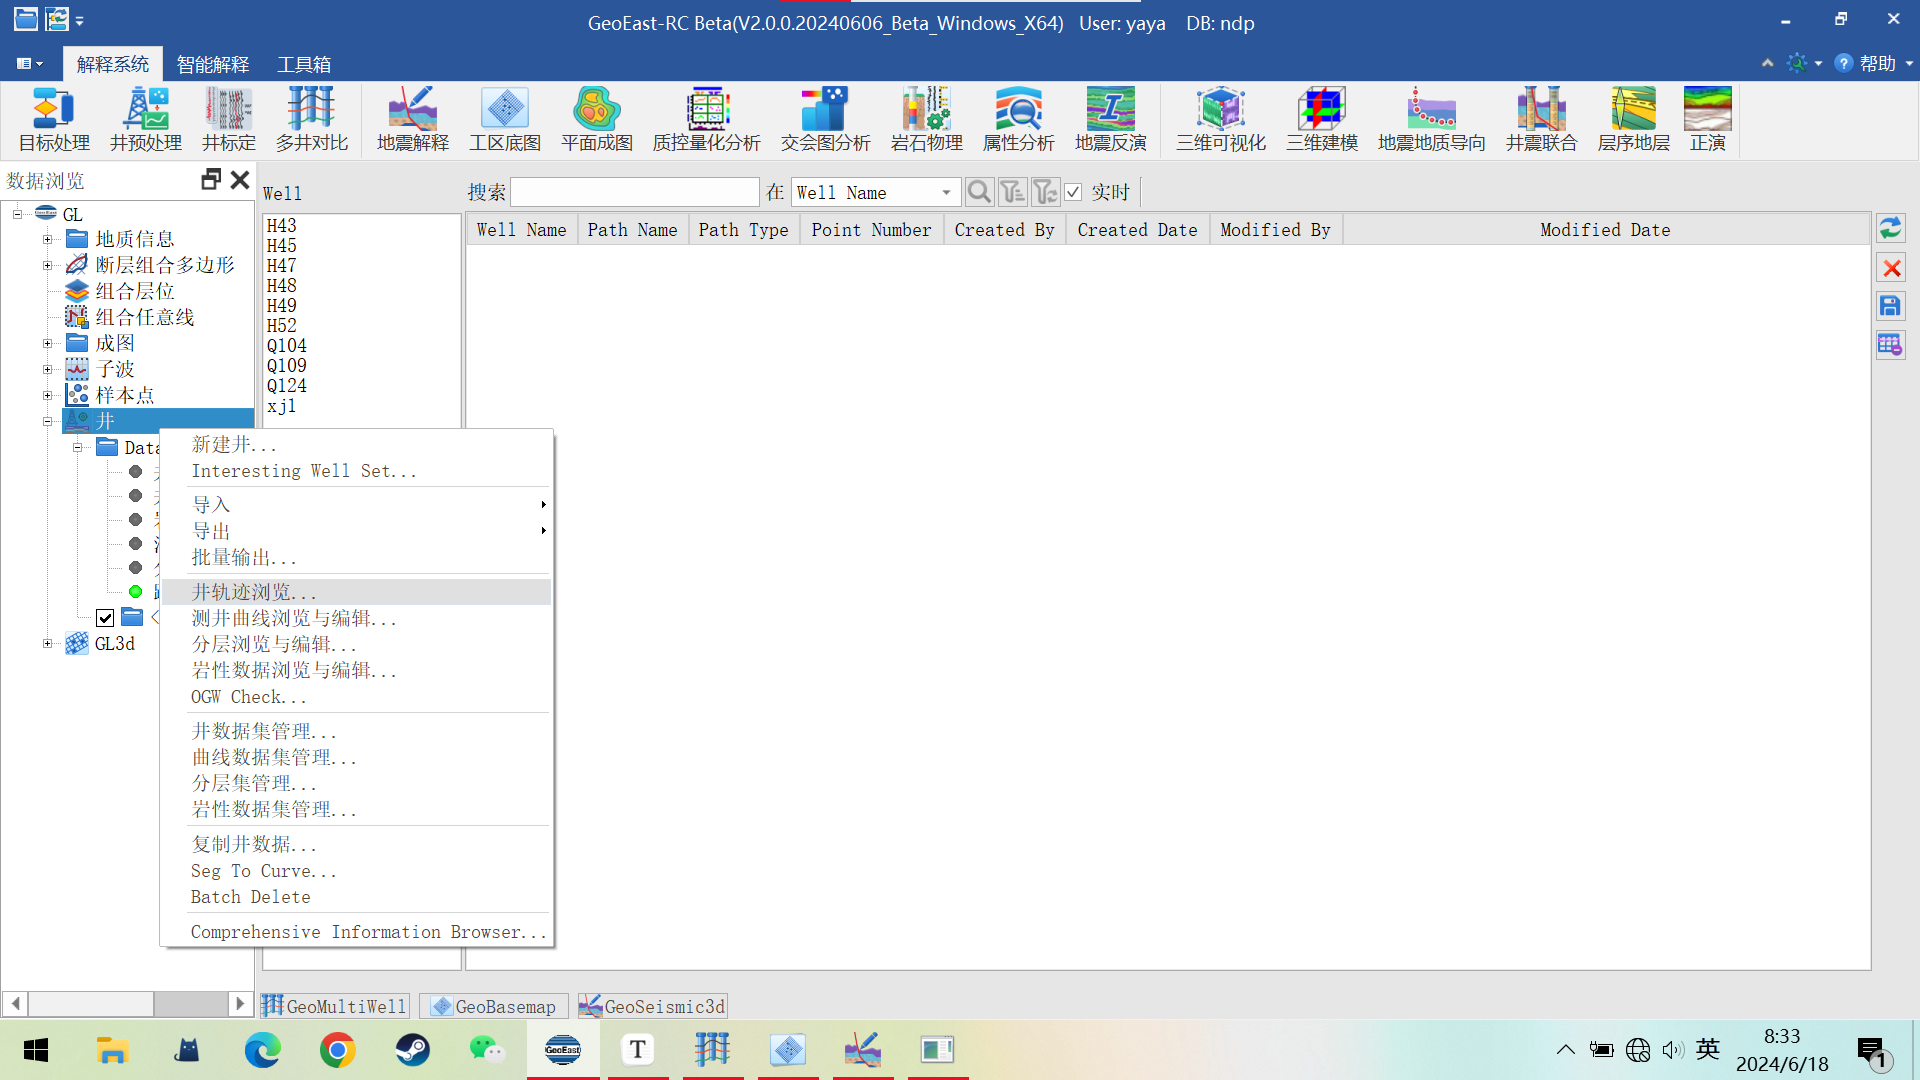 GeoEast-RC Beta(V2.0.0.20240606_Beta_Windows_X64)   User: yaya    DB: ndp
解释系统 智能解释 工具箱 帮助
目标处理 井预处理 井标定 多井对比 地震解释 工区底图 平面成图 质控量化分析 交会图分析 岩石物理 属性分析 地震反演 三维可视化 三维建模 地震地质导向 井震联合 层序地层 正演
数据浏览
GL
地质信息
断层组合多边形
组合层位
组合任意线
成图
子波
样本点
井
Data
GL3d
Well
H43
H45
H47
H48
H49
H52
Q104
Q109
Q124
xj1
搜索 在 Well Name 实时
Well Name Path Name Path Type Point Number Created By Created Date Modified By Modified Date
新建井...
Interesting Well Set...
导入
导出
批量输出...
井轨迹浏览...
测井曲线浏览与编辑...
分层浏览与编辑...
岩性数据浏览与编辑...
OGW Check...
井数据集管理...
曲线数据集管理...
分层集管理...
岩性数据集管理...
复制井数据...
Seg To Curve...
Batch Delete
Comprehensive Information Browser...
GeoMultiWell GeoBasemap GeoSeismic3d
GeoEast
T
英
8:33
2024/6/18
1